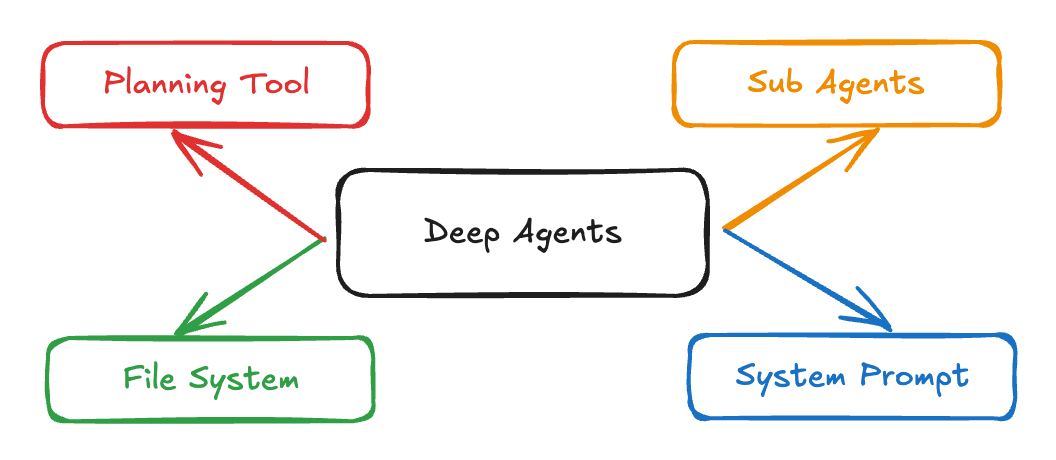 Planning Tool
Sub Agents
Deep Agents
File System
System Prompt